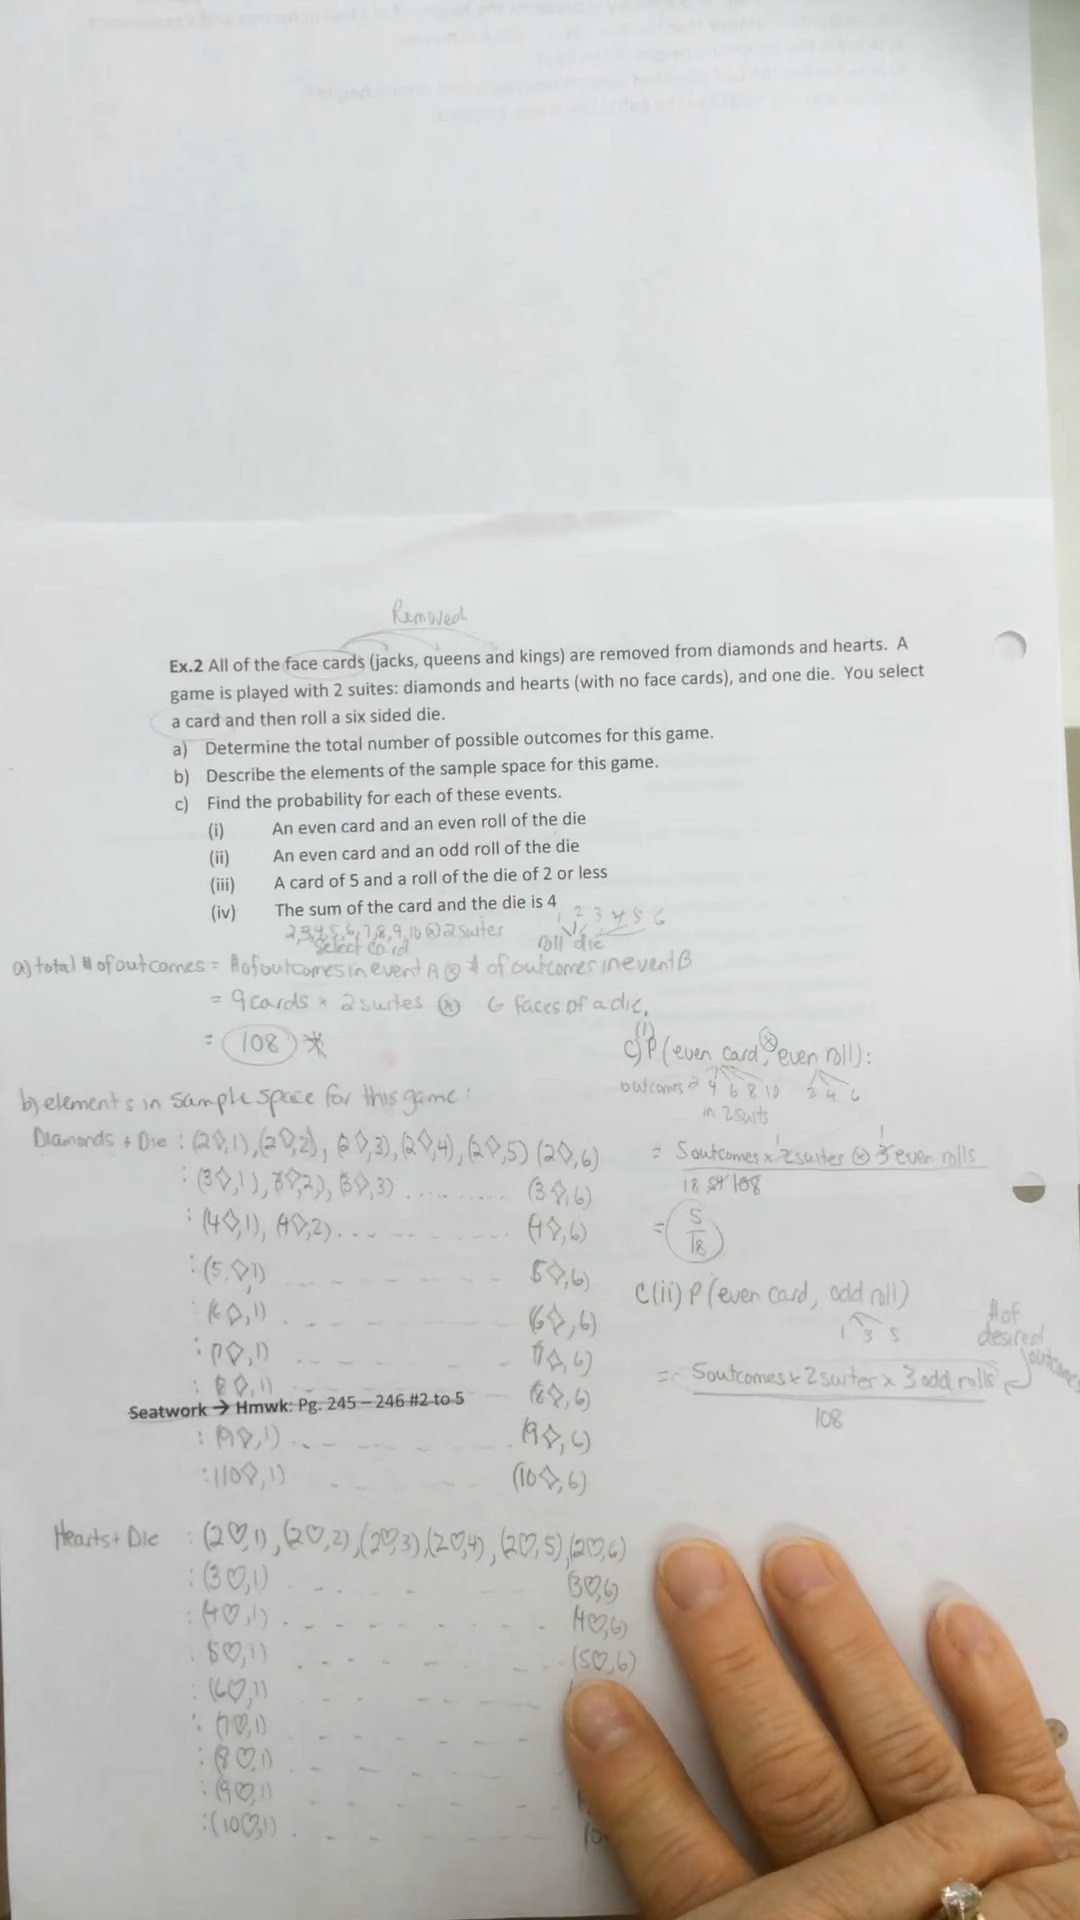 Removed
Ex.2 All of the face cards (jacks, queens and kings) are removed from diamonds and hearts. A
game is played with 2 suites: diamonds and hearts (with no face cards), and one die. You select
a card and then roll a six sided die.
a) Determine the total number of possible outcomes for this game.
b) Describe the elements of the sample space for this game.
c) Find the probability for each of these events.
(i) An even card and an even roll of the die
(ii) An even card and an odd roll of the die
(iii) A card of 5 and a roll of the die of 2 or less
(iv) The sum of the card and the die is 4
1 2 3 4 5 6
2,3,4,5,6,7,8,9,10 ⊗ 2 suites
select card roll die
a) total # of outcomes = # of outcomes in event A ⊗ # of outcomes in event B
= 9 cards × 2 suites ⊗ 6 faces of a die.
= 108 *
b) elements in sample space for this game:
Diamonds + Die : (2♢,1), (2♢,2), (2♢,3), (2♢,4), (2♢,5) (2♢,6)
: (3♢,1), 3♢,2), (3♢,3) .......... (3♢,6)
: (4♢,1), (4♢,2) ... - - - - - (4♢,6)
: (5,♢1) - - - - - 5♢,6)
: (6♢,1) - - - - - (6♢,6)
: (7♢,1) - - - - - (7♢,6)
: 8♢,1) (8♢,6)
Seatwork → Hmwk: Pg. 245 – 246 #2 to 5
: (9♢,1) - - - - - (9♢,6)
: (10♢,1) - - - - (10♢,6)
Hearts + Die : (2♡,1), (2♡,2), (2♡,3) (2♡,4), (2♡,5) (2♡,6)
: (3♡,1) - - - - (3♡,6)
: (4♡,1) - - - - - - - (4♡,6)
: 5♡,1) - - - - - (5♡,6)
: (6♡,1) - - - - -
: (7♡,1) - - - - -
: (8♡,1) - - - - -
: (9♡,1) - - - - -
: (10♡,1) - - - - - (10
c)(i) P(even card, ⊗ even roll):
outcomes 2 4 6 8 10 2 4 6
in 2 suits
= 5 outcomes × 2 suites ⊗ 3 even rolls
18 54 108
= 5
18
C(ii) P(even card, odd roll)
1 3 5
# of
desired
outcomes
= 5 outcomes × 2 suites × 3 odd rolls
108